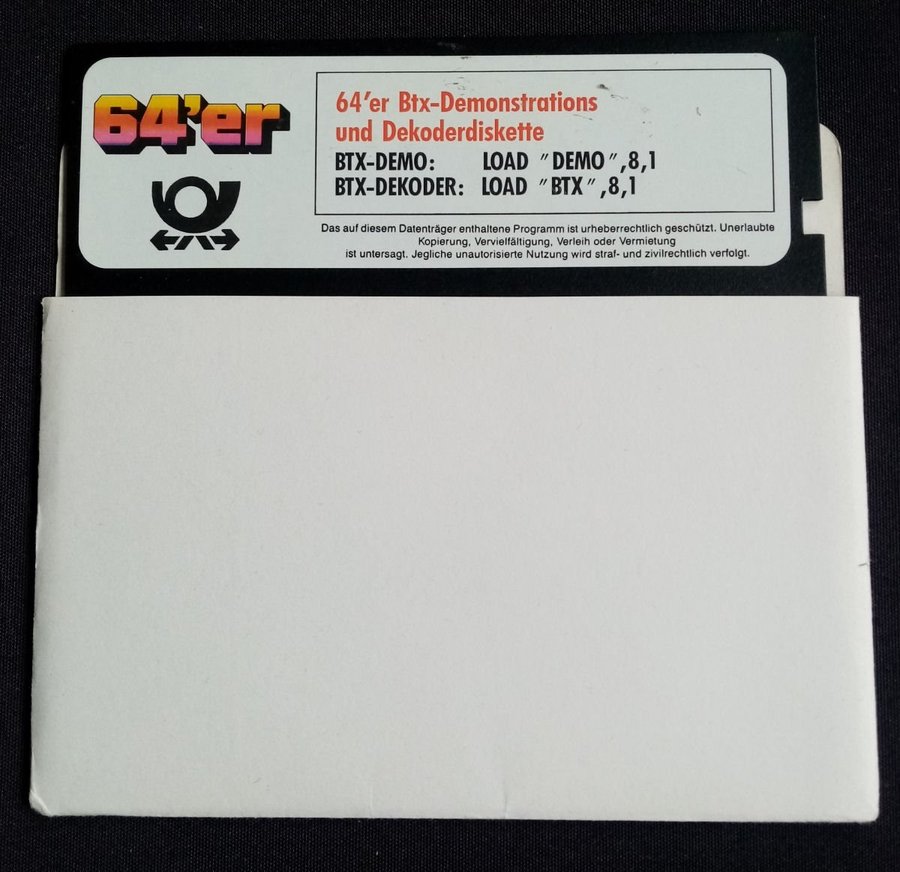 64'er
64'er Btx-Demonstrations
und Dekoderdiskette
BTX-DEMO: LOAD "DEMO",8,1
BTX-DEKODER: LOAD "BTX",8,1
Das auf diesem Datenträger enthaltene Programm ist urheberrechtlich geschützt. Unerlaubte
Kopierung, Vervielfältigung, Verleih oder Vermietung
ist untersagt. Jegliche unautorisierte Nutzung wird straf- und zivilrechtlich verfolgt.